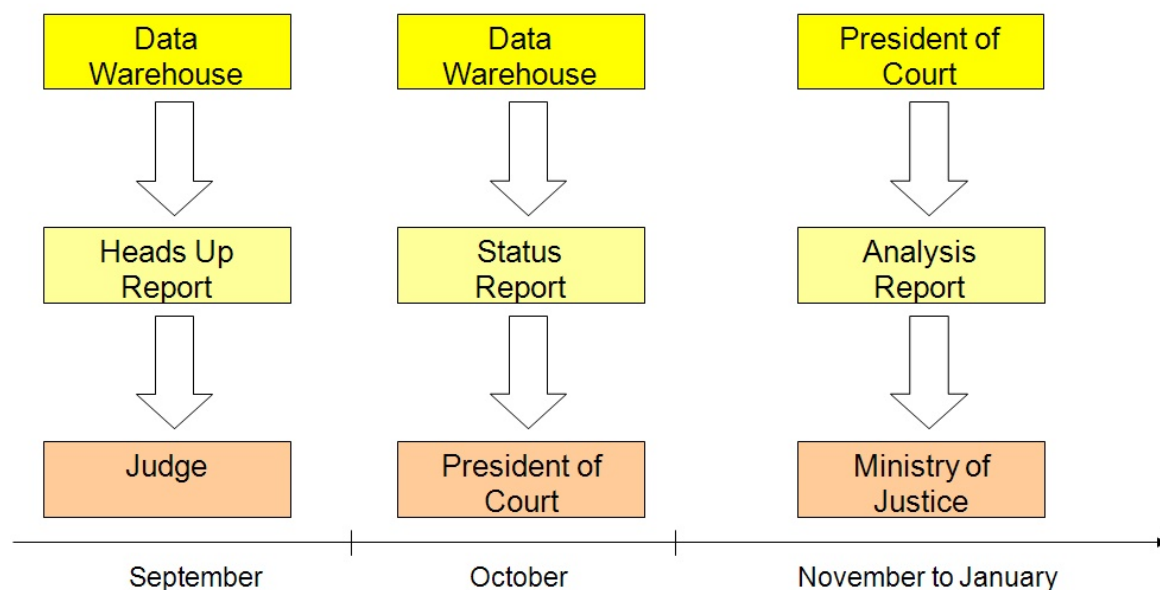 Data
Warehouse
Data
Warehouse
President of
Court
Heads Up
Report
Status
Report
Analysis
Report
Judge
President of
Court
Ministry of
Justice
September
October
November to January